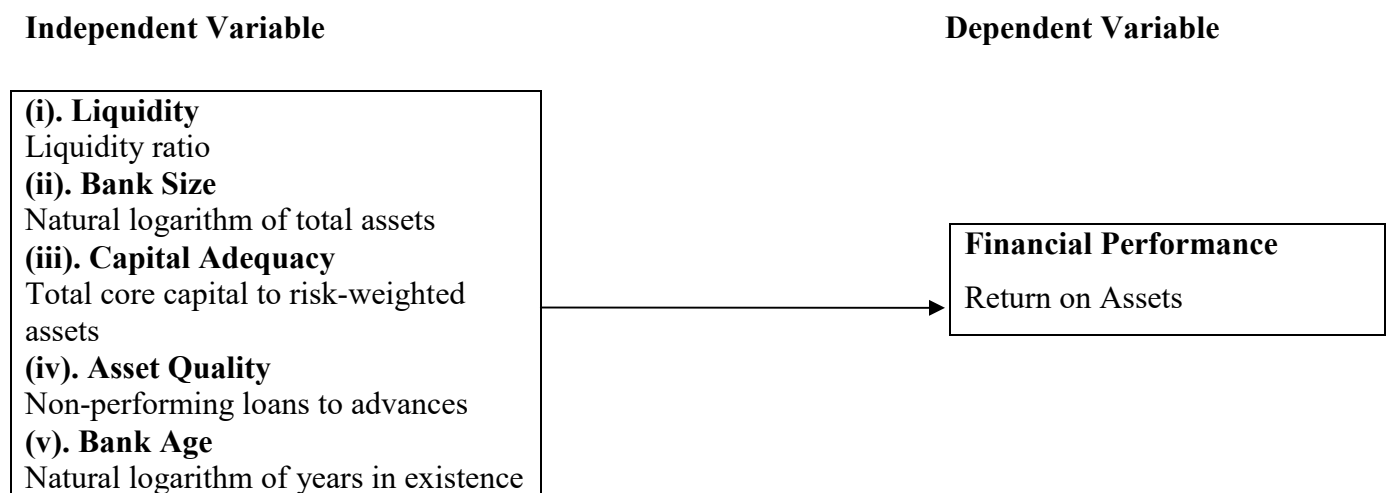 Independent Variable
Dependent Variable
(i). Liquidity
Liquidity ratio
(ii). Bank Size
Natural logarithm of total assets
(iii). Capital Adequacy
Total core capital to risk-weighted
assets
(iv). Asset Quality
Non-performing loans to advances
(v). Bank Age
Natural logarithm of years in existence
Financial Performance
Return on Assets